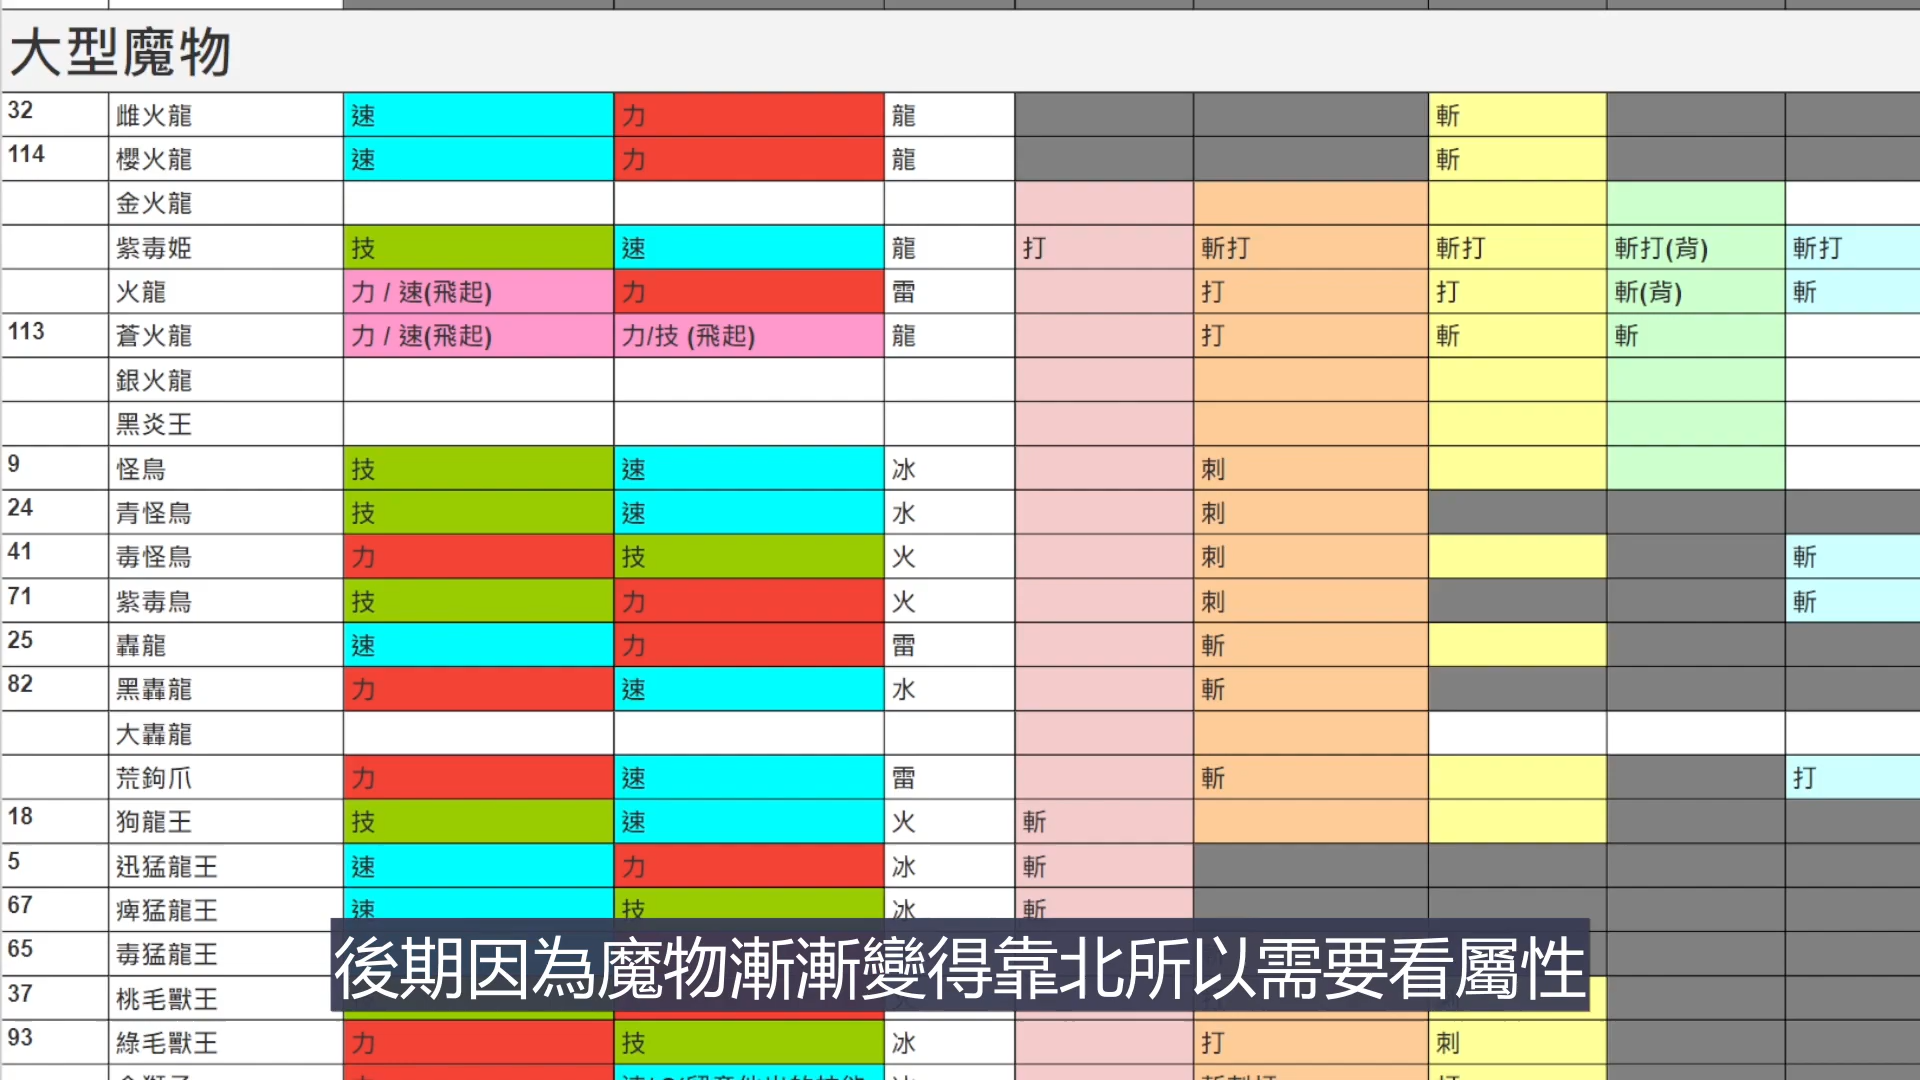 大型魔物
32 雌火龍 速 力 龍 斬
114 櫻火龍 速 力 龍 斬
金火龍
紫毒姫 技 速 龍 打 斬打 斬打 斬打(背) 斬打
火龍 力 / 速(飛起) 力 雷 打 打 斬(背) 斬
113 蒼火龍 力 / 速(飛起) 力/技 (飛起) 龍 打 斬 斬
銀火龍
黑炎王
9 怪鳥 技 速 冰 刺
24 青怪鳥 技 速 水 刺
41 毒怪鳥 力 技 火 刺 斬
71 紫毒鳥 技 力 火 刺 斬
25 轟龍 速 力 雷 斬
82 黑轟龍 力 速 水 斬
大轟龍
荒鉤爪 力 速 雷 斬 打
18 狗龍王 技 速 火 斬
5 迅猛龍王 速 力 冰 斬
67 痺猛龍王 速 技 冰 斬
65 毒猛龍王
37 桃毛獸王
後期因為魔物漸漸變得靠北所以需要看屬性
93 綠毛獸王 力 技 冰 打 刺